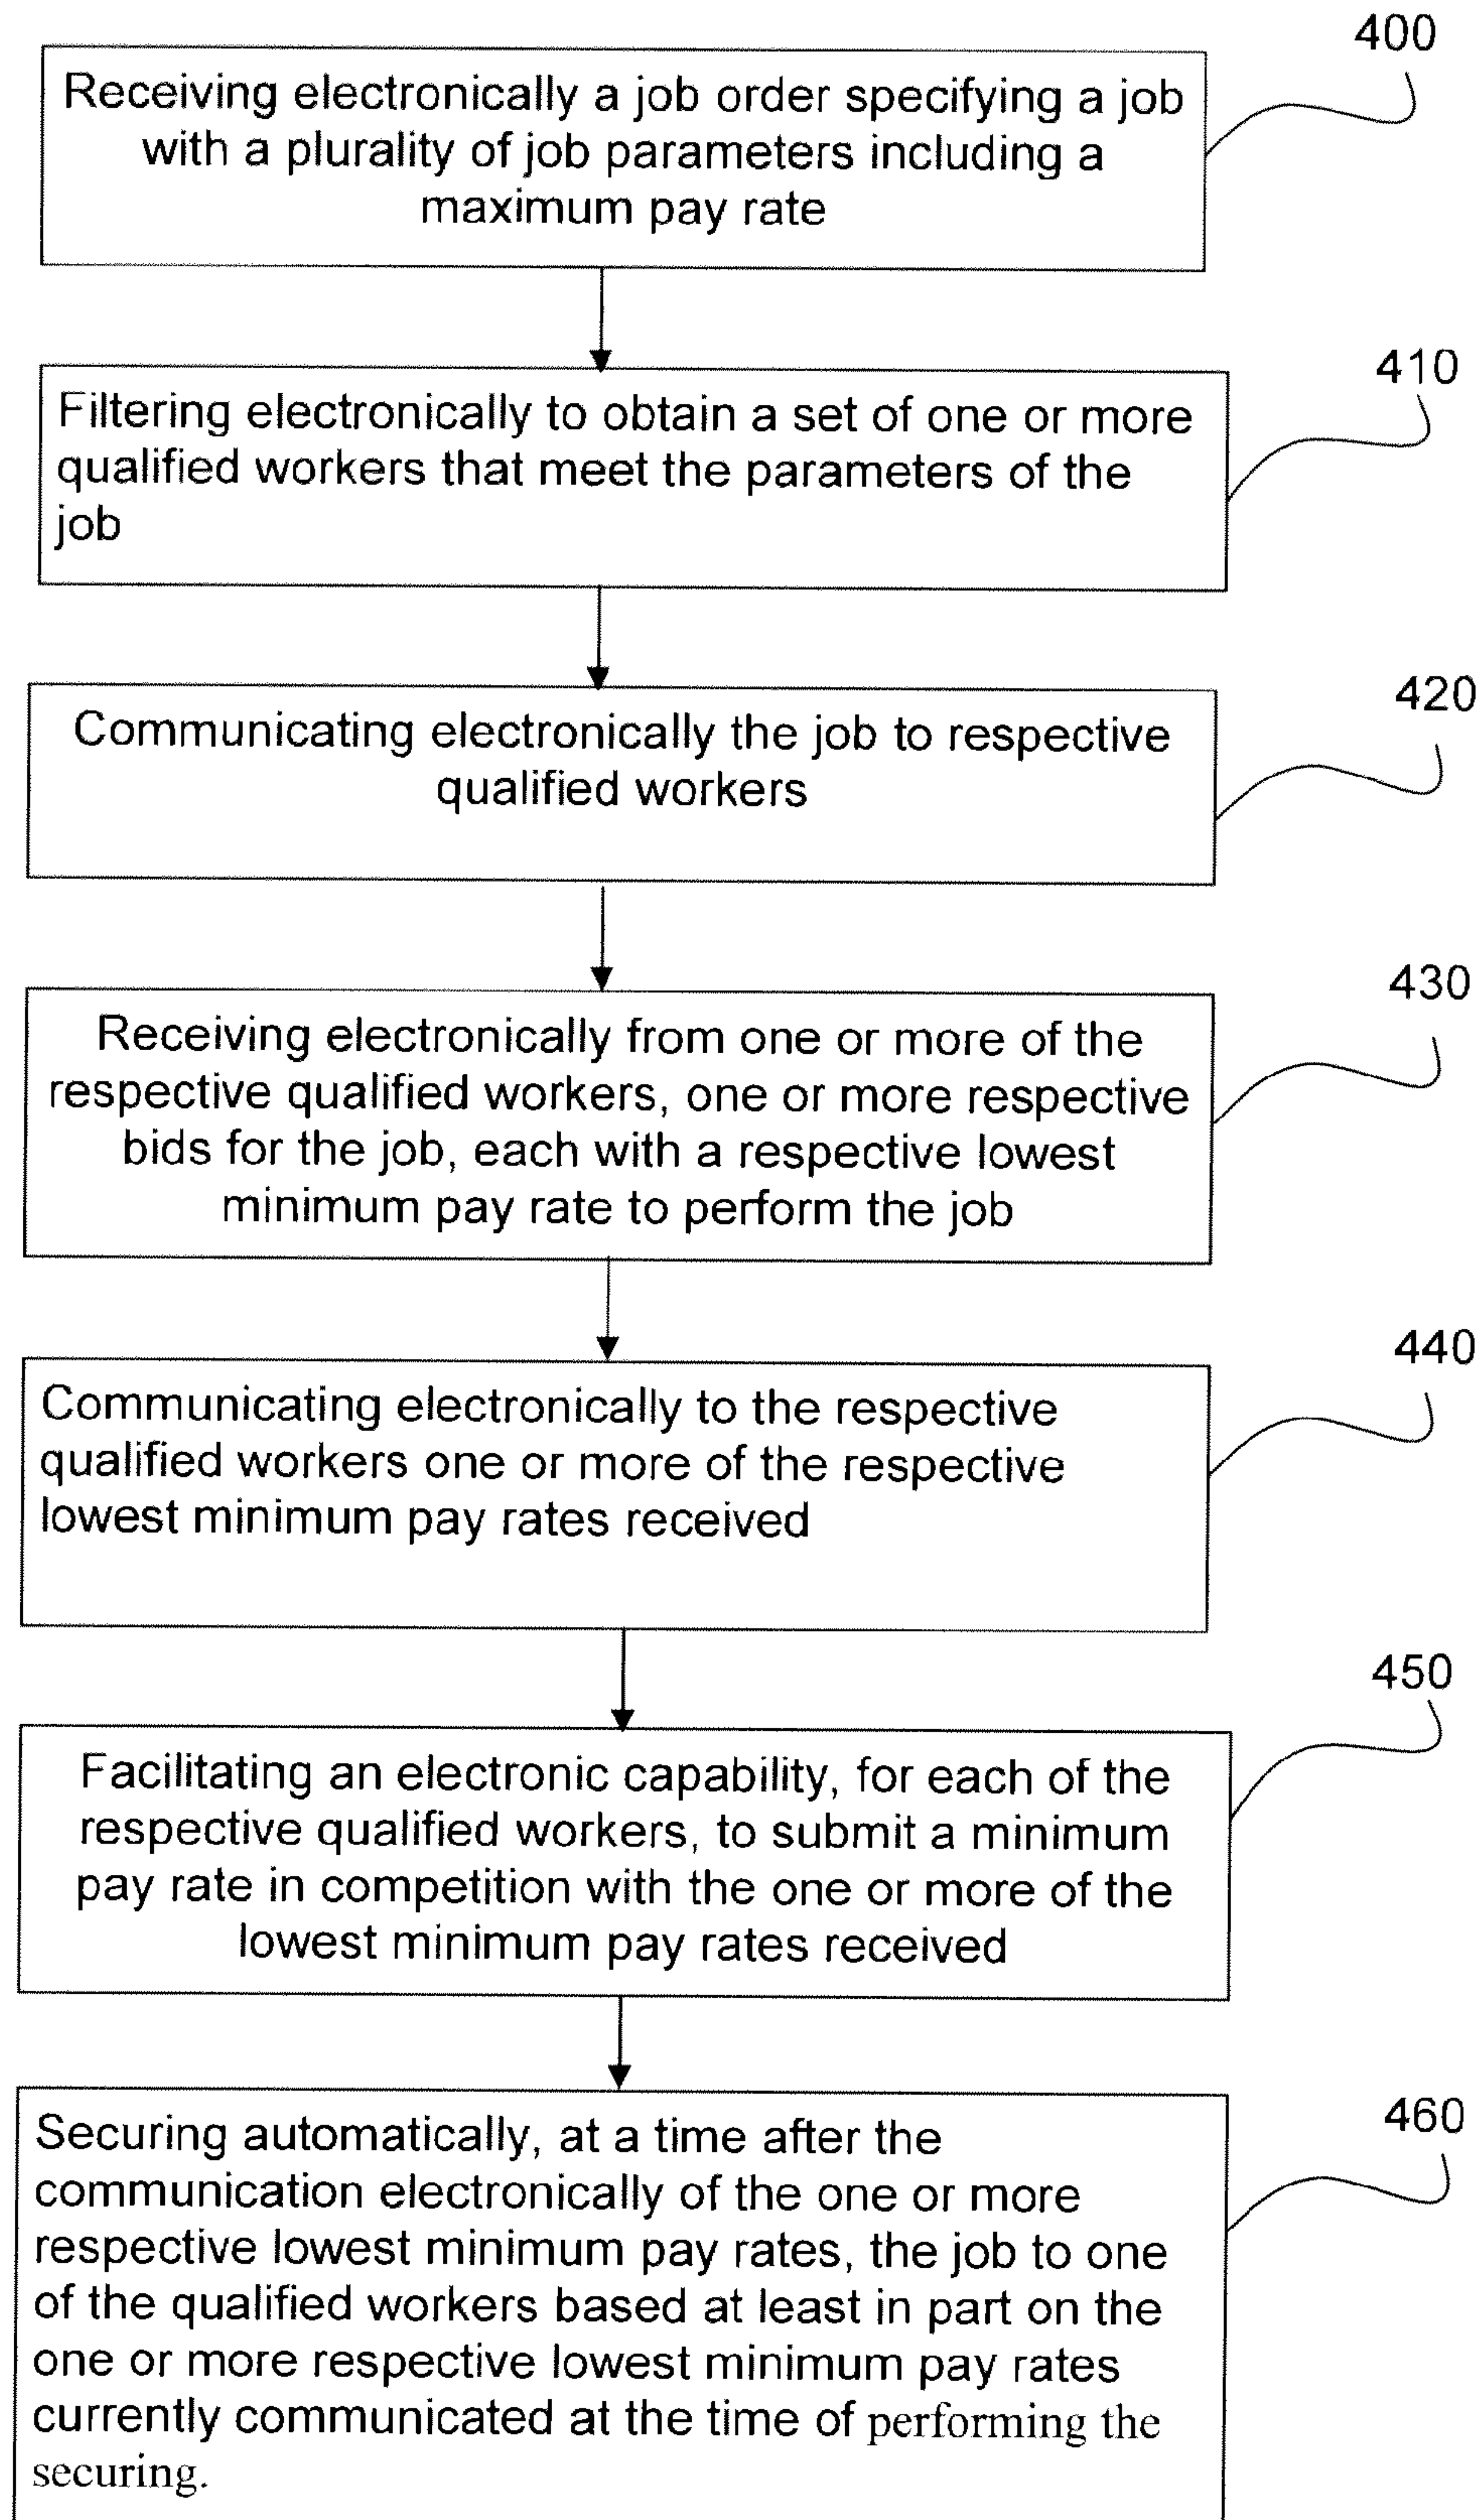 400
Receiving electronically a job order specifying a job
with a plurality of job parameters including a
maximum pay rate
410
Filtering electronically to obtain a set of one or more
qualified workers that meet the parameters of the
job
420
Communicating electronically the job to respective
qualified workers
430
Receiving electronically from one or more of the
respective qualified workers, one or more respective
bids for the job, each with a respective lowest
minimum pay rate to perform the job
440
Communicating electronically to the respective
qualified workers one or more of the respective
lowest minimum pay rates received
450
Facilitating an electronic capability, for each of the
respective qualified workers, to submit a minimum
pay rate in competition with the one or more of the
lowest minimum pay rates received
460
Securing automatically, at a time after the
communication electronically of the one or more
respective lowest minimum pay rates, the job to one
of the qualified workers based at least in part on the
one or more respective lowest minimum pay rates
currently communicated at the time of performing the
securing.